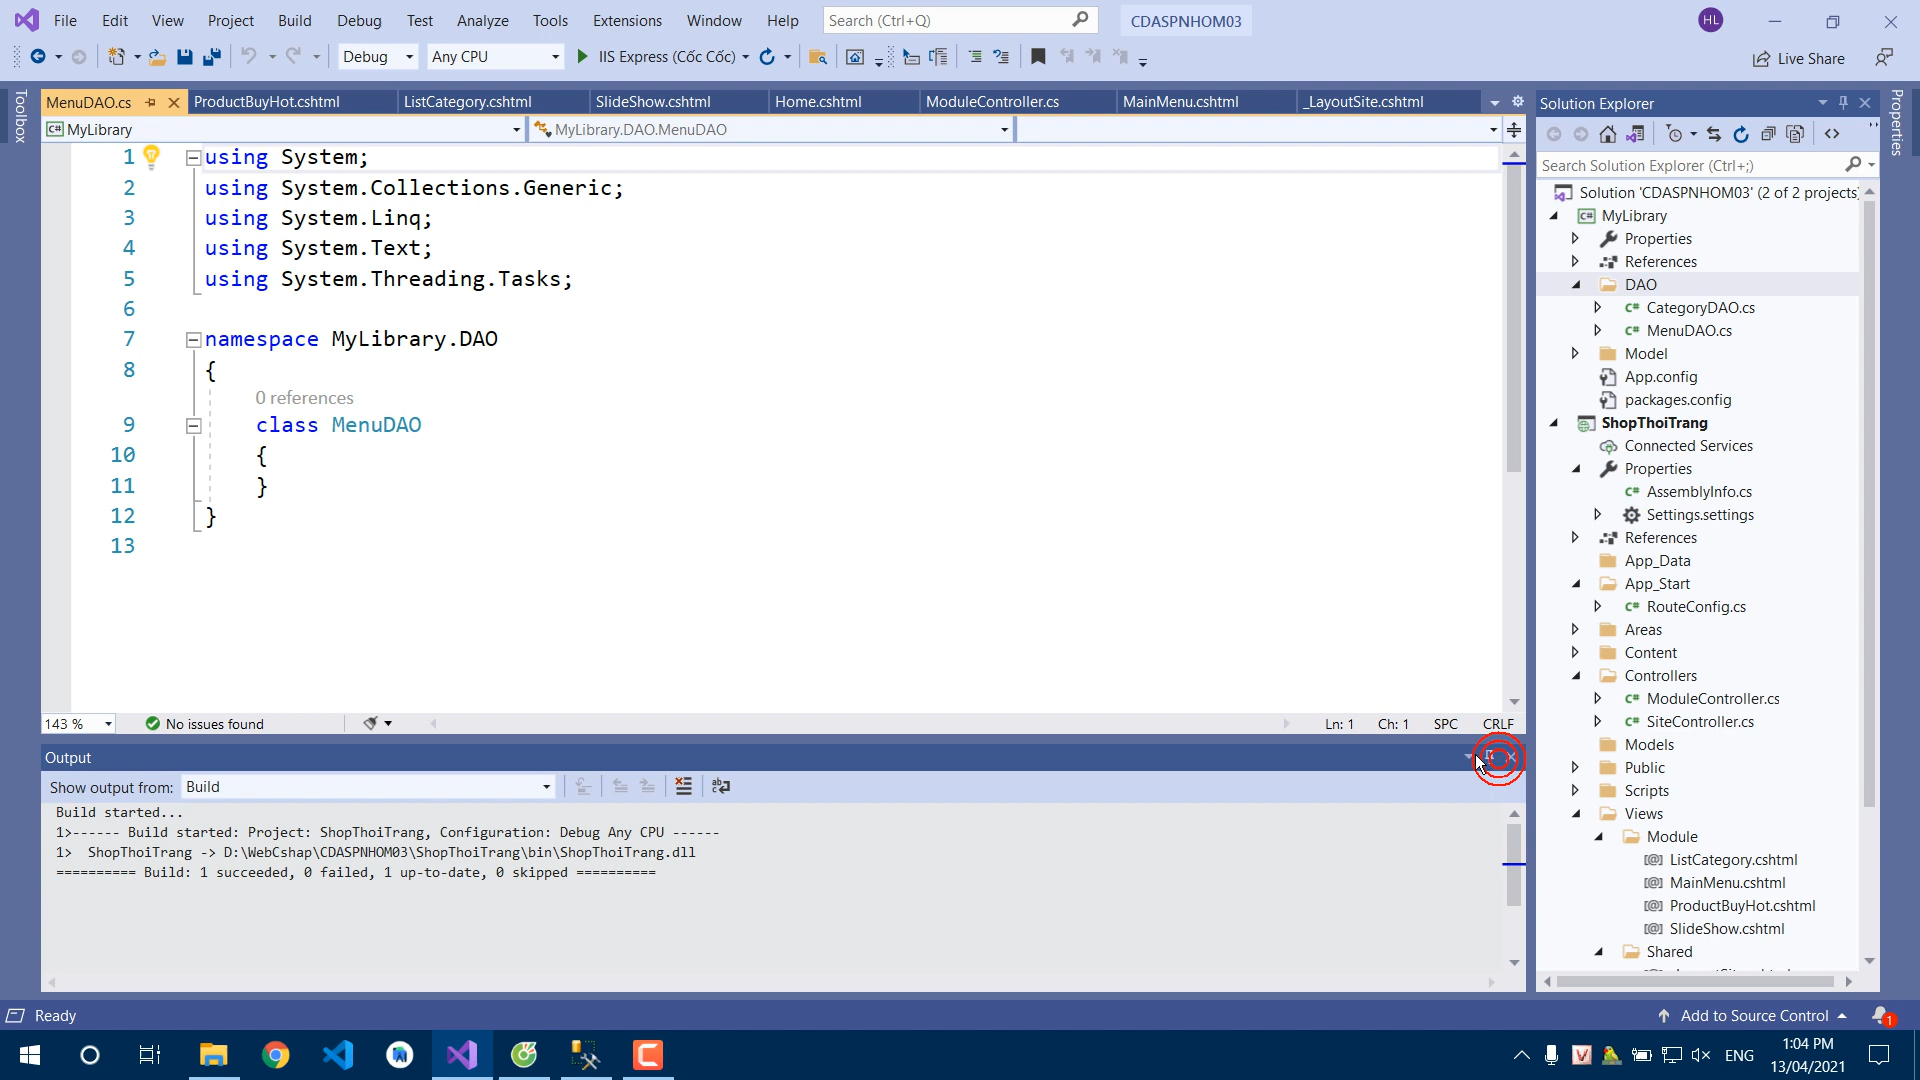 File Edit View Project Build Debug Test Analyze Tools Extensions Window Help Search (Ctrl+Q) CDASPNHOM03 HL
Debug Any CPU IIS Express (Cốc Cốc) Live Share
Toolbox
MenuDAO.cs ProductBuyHot.cshtml ListCategory.cshtml SlideShow.cshtml Home.cshtml ModuleController.cs MainMenu.cshtml _LayoutSite.cshtml
MyLibrary MyLibrary.DAO.MenuDAO
1 using System;
2 using System.Collections.Generic;
3 using System.Linq;
4 using System.Text;
5 using System.Threading.Tasks;
6
7 namespace MyLibrary.DAO
8 {
0 references
9 class MenuDAO
10 {
11 }
12 }
13
143 % No issues found Ln: 1 Ch: 1 SPC CRLF
Output
Show output from: Build
Build started...
1>------ Build started: Project: ShopThoiTrang, Configuration: Debug Any CPU ------
1> ShopThoiTrang -> D:\WebCshap\CDASPNHOM03\ShopThoiTrang\bin\ShopThoiTrang.dll
========== Build: 1 succeeded, 0 failed, 1 up-to-date, 0 skipped ==========
Solution Explorer
Search Solution Explorer (Ctrl+;)
Solution 'CDASPNHOM03' (2 of 2 projects)
MyLibrary
Properties
References
DAO
CategoryDAO.cs
MenuDAO.cs
Model
App.config
packages.config
ShopThoiTrang
Connected Services
Properties
AssemblyInfo.cs
Settings.settings
References
App_Data
App_Start
RouteConfig.cs
Areas
Content
Controllers
ModuleController.cs
SiteController.cs
Models
Public
Scripts
Views
Module
ListCategory.cshtml
MainMenu.cshtml
ProductBuyHot.cshtml
SlideShow.cshtml
Shared
Properties
Ready Add to Source Control 1
ENG 1:04 PM
13/04/2021